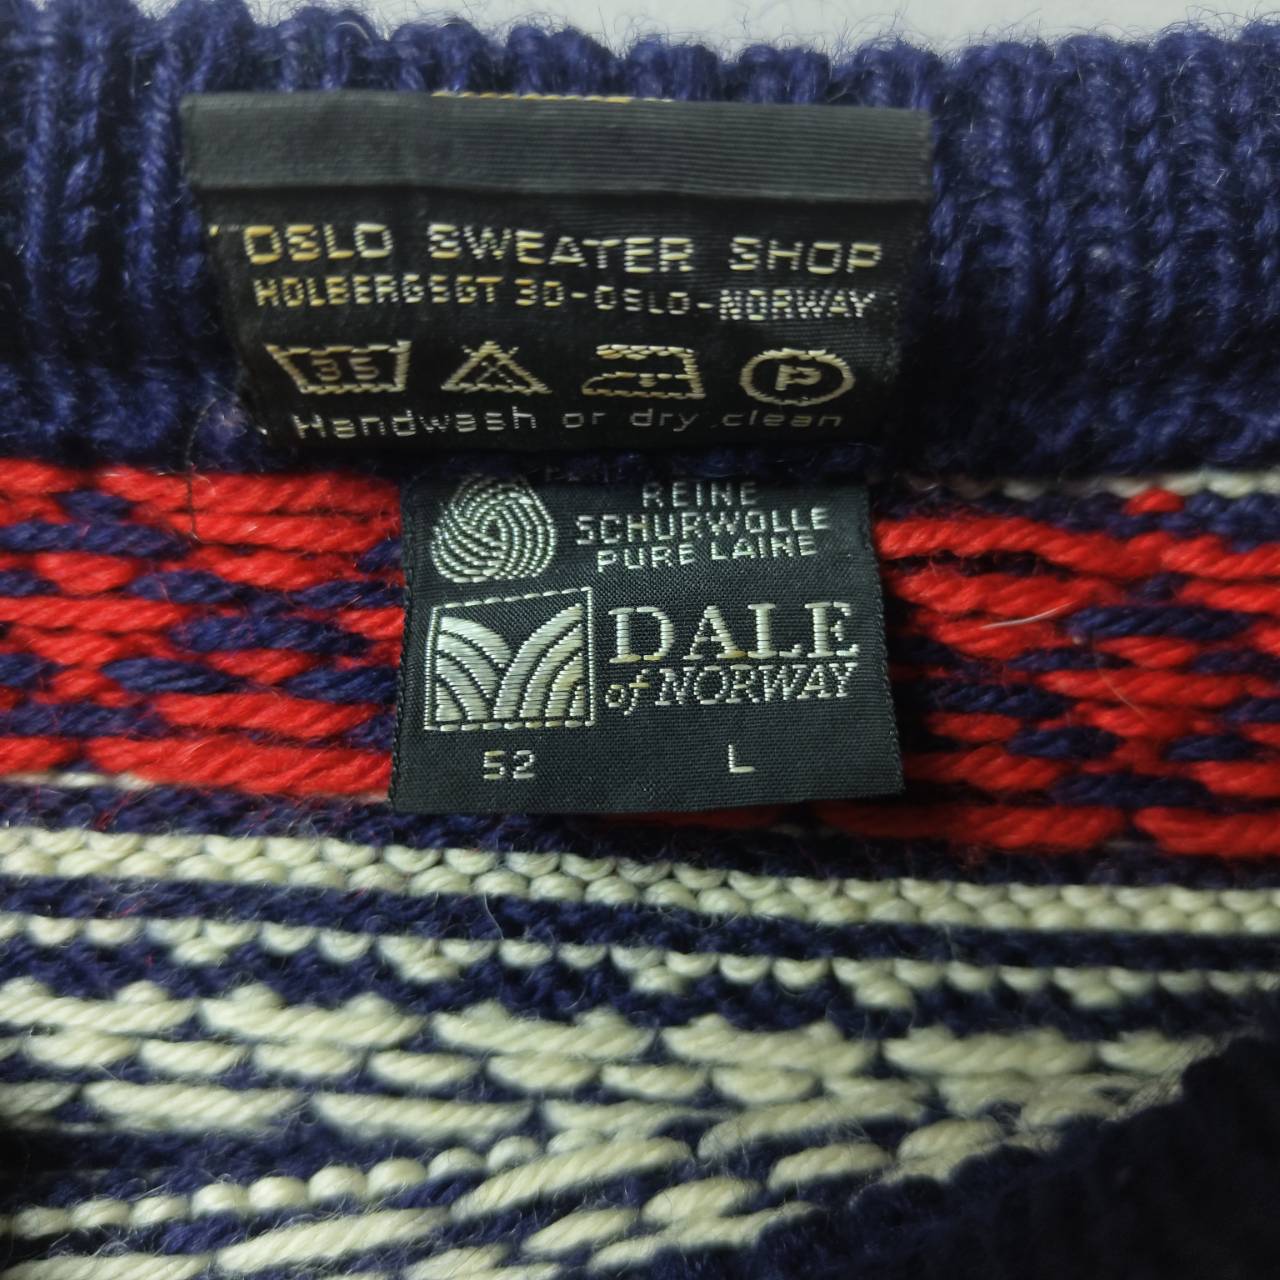 OSLO SWEATER SHOP
HOLBERGSGT 30-OSLO-NORWAY
35 P
Handwash or dry clean
REINE
SCHURWOLLE
PURE LAINE
DALE
of NORWAY
52 L